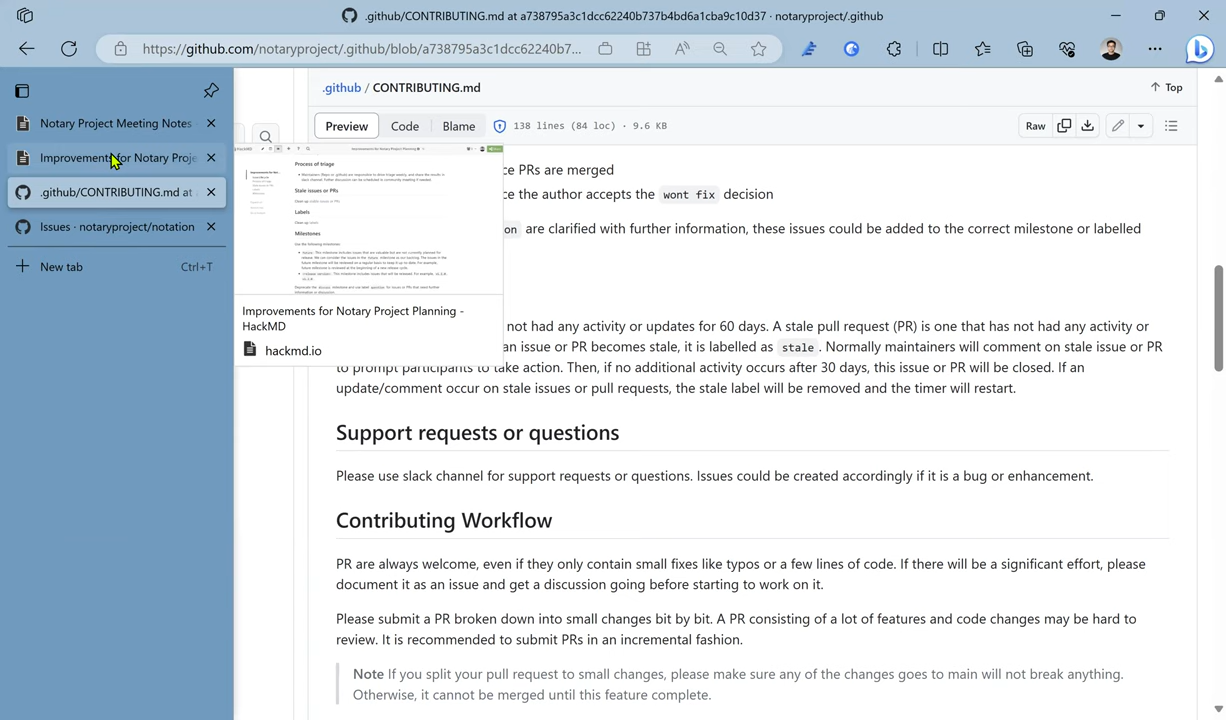 .github/CONTRIBUTING.md at a738795a3c1dcc62240b737b4bd6a1cba9c10d37 · notaryproject/.github
https://github.com/notaryproject/.github/blob/a738795a3c1dcc62240b7...
.github / CONTRIBUTING.md
Top
Notary Project Meeting Notes
Improvements for Notary Proje
.github/CONTRIBUTING.md at
Issues · notaryproject/notation
New tab Ctrl+T
Preview Code Blame 138 lines (84 loc) · 9.6 KB Raw
Process of triage
Stale issues or PRs
Labels
Milestones
Improvements for Notary Project Planning -
HackMD
hackmd.io
ce PRs are merged
ce the author accepts the wont fix decision
on are clarified with further information, these issues could be added to the correct milestone or labelled
not had any activity or updates for 60 days. A stale pull request (PR) is one that has not had any activity or
an issue or PR becomes stale, it is labelled as stale . Normally maintainers will comment on stale issue or PR
to prompt participants to take action. Then, if no additional activity occurs after 30 days, this issue or PR will be closed. If an
update/comment occur on stale issues or pull requests, the stale label will be removed and the timer will restart.
Support requests or questions
Please use slack channel for support requests or questions. Issues could be created accordingly if it is a bug or enhancement.
Contributing Workflow
PR are always welcome, even if they only contain small fixes like typos or a few lines of code. If there will be a significant effort, please
document it as an issue and get a discussion going before starting to work on it.
Please submit a PR broken down into small changes bit by bit. A PR consisting of a lot of features and code changes may be hard to
review. It is recommended to submit PRs in an incremental fashion.
Note If you split your pull request to small changes, please make sure any of the changes goes to main will not break anything.
Otherwise, it cannot be merged until this feature complete.